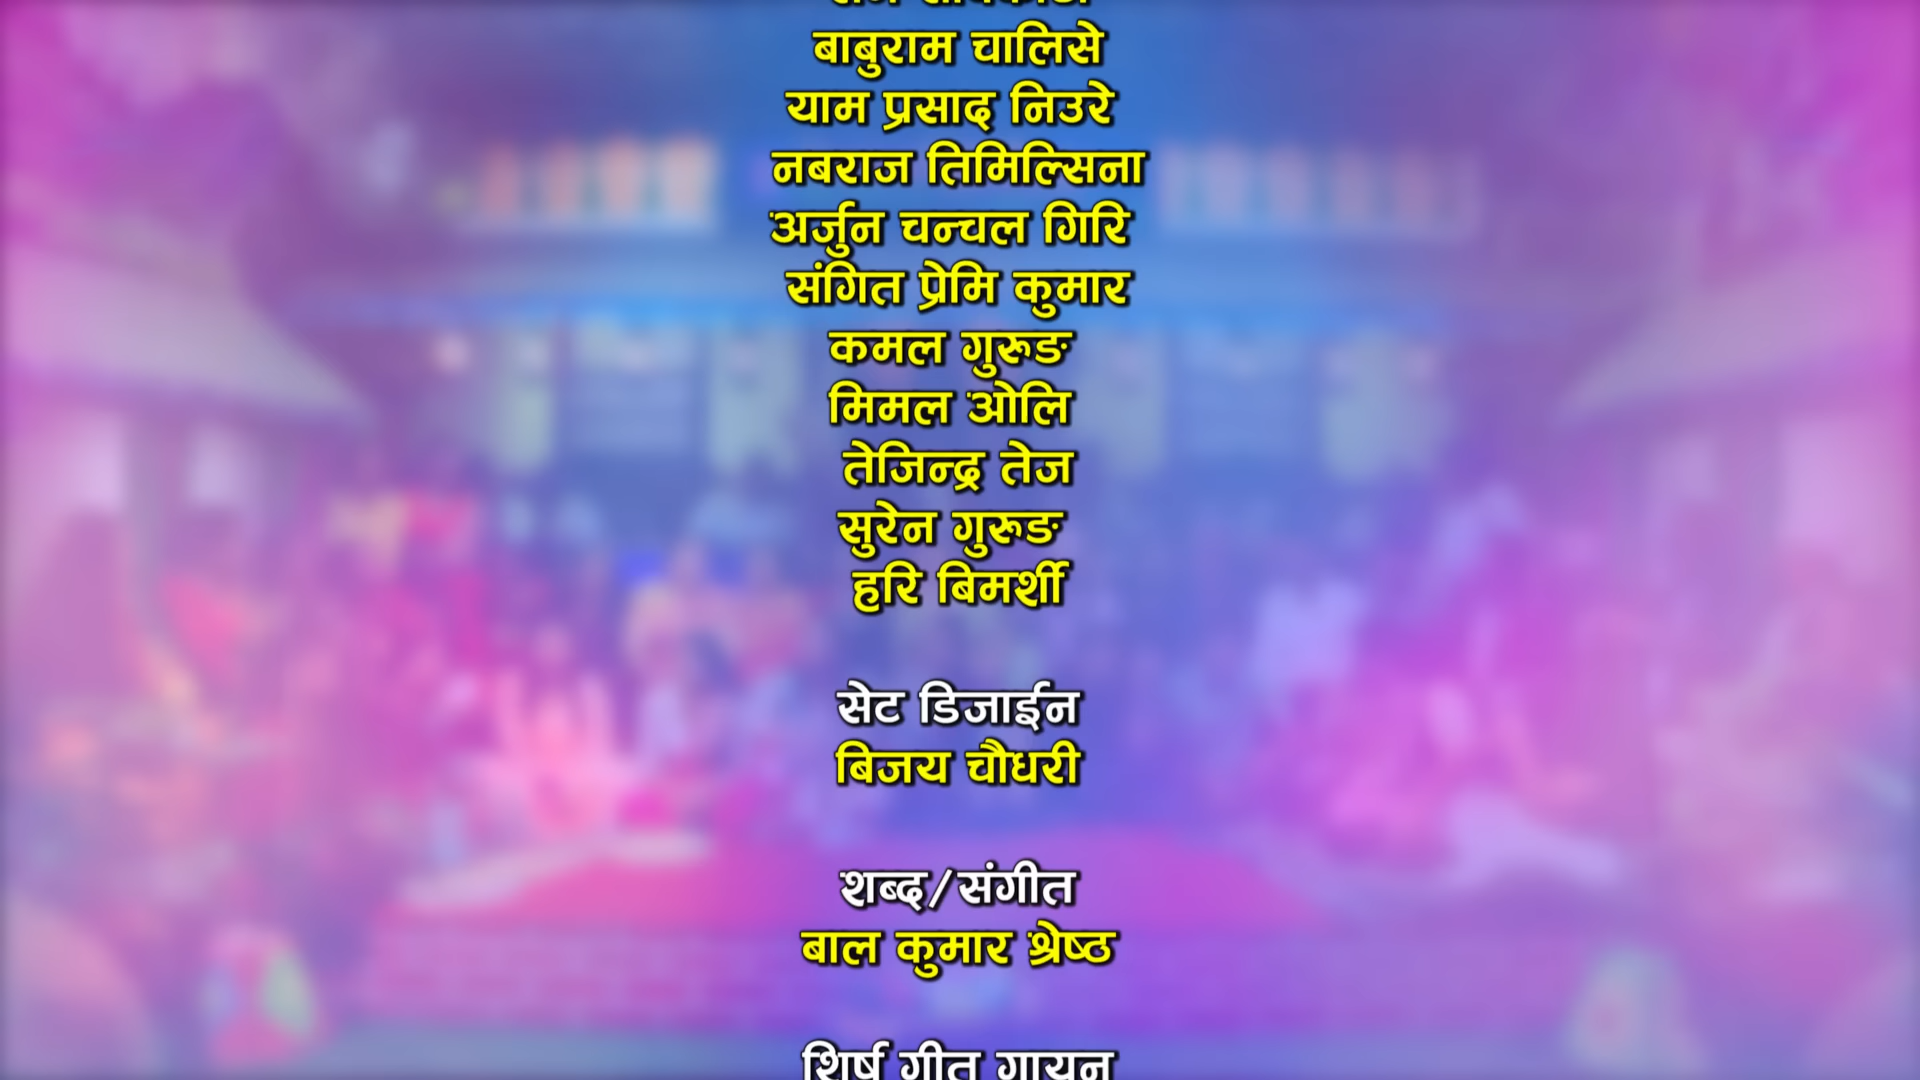 बाबुराम चालिसे
याम प्रसाद निउरे
नबराज तिमिल्सिना
अर्जुन चन्चल गिरि
संगित प्रेमि कुमार
कमल गुरुङ
मिमल ओलि
तेजिन्द्र तेज
सुरेन गुरुङ
हरि बिमर्शी
सेट डिजाईन
बिजय चौधरी
शब्द/संगीत
बाल कुमार श्रेष्ठ
शिर्ष गीत गायन